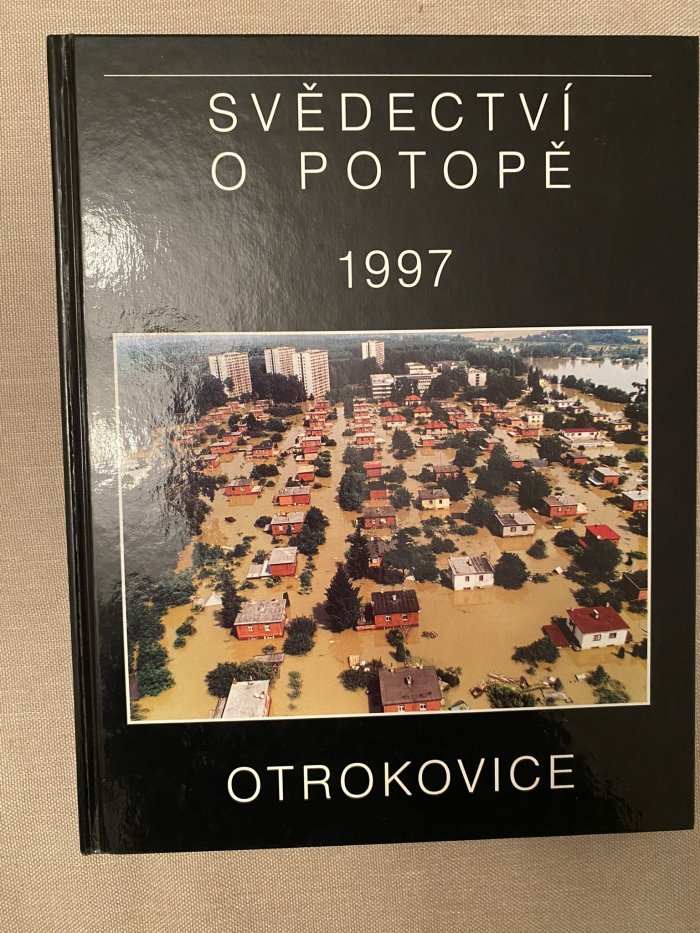 SVĚDECTVÍ
O POTOPĚ
1997
OTROKOVICE